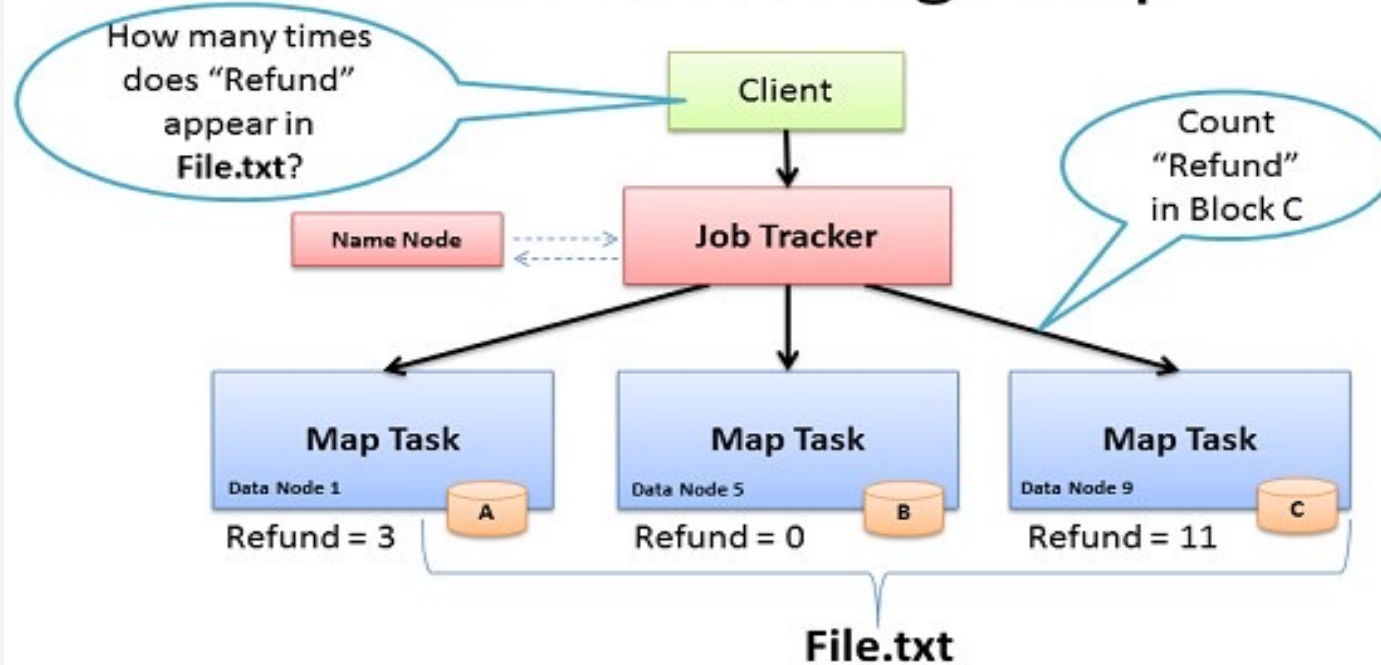 How many times
does “Refund”
appear in
File.txt?
Client
Count
“Refund”
in Block C
Name Node
Job Tracker
Map Task
Data Node 1
A
Refund = 3
Map Task
Data Node 5
B
Refund = 0
Map Task
Data Node 9
C
Refund = 11
File.txt